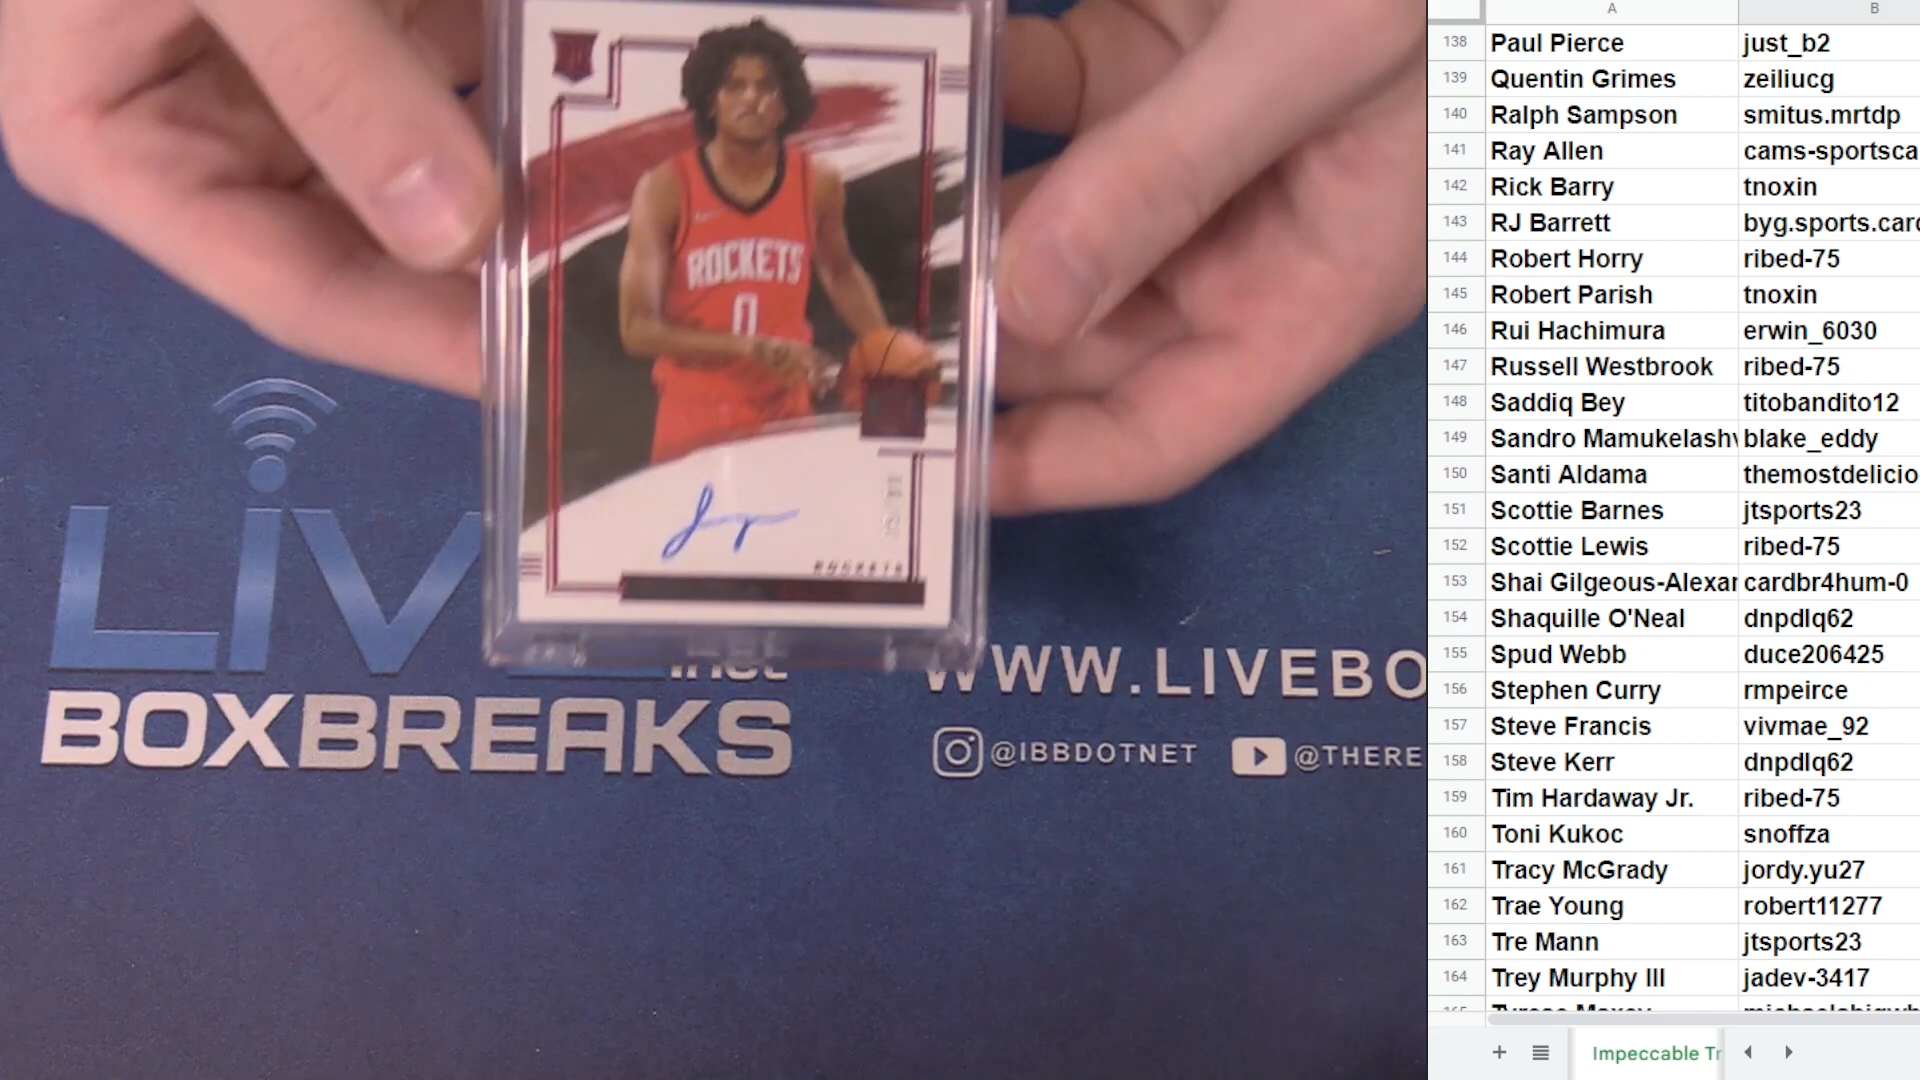 ROCKETS
0
ROCKETS
LIVE
BOXBREAKS
WWW.LIVEBO
@IBBDOTNET
@THERE
A B
138 Paul Pierce just_b2
139 Quentin Grimes zeiliucg
140 Ralph Sampson smitus.mrtdp
141 Ray Allen cams-sportsca
142 Rick Barry tnoxin
143 RJ Barrett byg.sports.card
144 Robert Horry ribed-75
145 Robert Parish tnoxin
146 Rui Hachimura erwin_6030
147 Russell Westbrook ribed-75
148 Saddiq Bey titobandito12
149 Sandro Mamukelashv blake_eddy
150 Santi Aldama themostdelicio
151 Scottie Barnes jtsports23
152 Scottie Lewis ribed-75
153 Shai Gilgeous-Alexan cardbr4hum-0
154 Shaquille O'Neal dnpdlq62
155 Spud Webb duce206425
156 Stephen Curry rmpeirce
157 Steve Francis vivmae_92
158 Steve Kerr dnpdlq62
159 Tim Hardaway Jr. ribed-75
160 Toni Kukoc snoffza
161 Tracy McGrady jordy.yu27
162 Trae Young robert11277
163 Tre Mann jtsports23
164 Trey Murphy III jadev-3417
Impeccable Tr